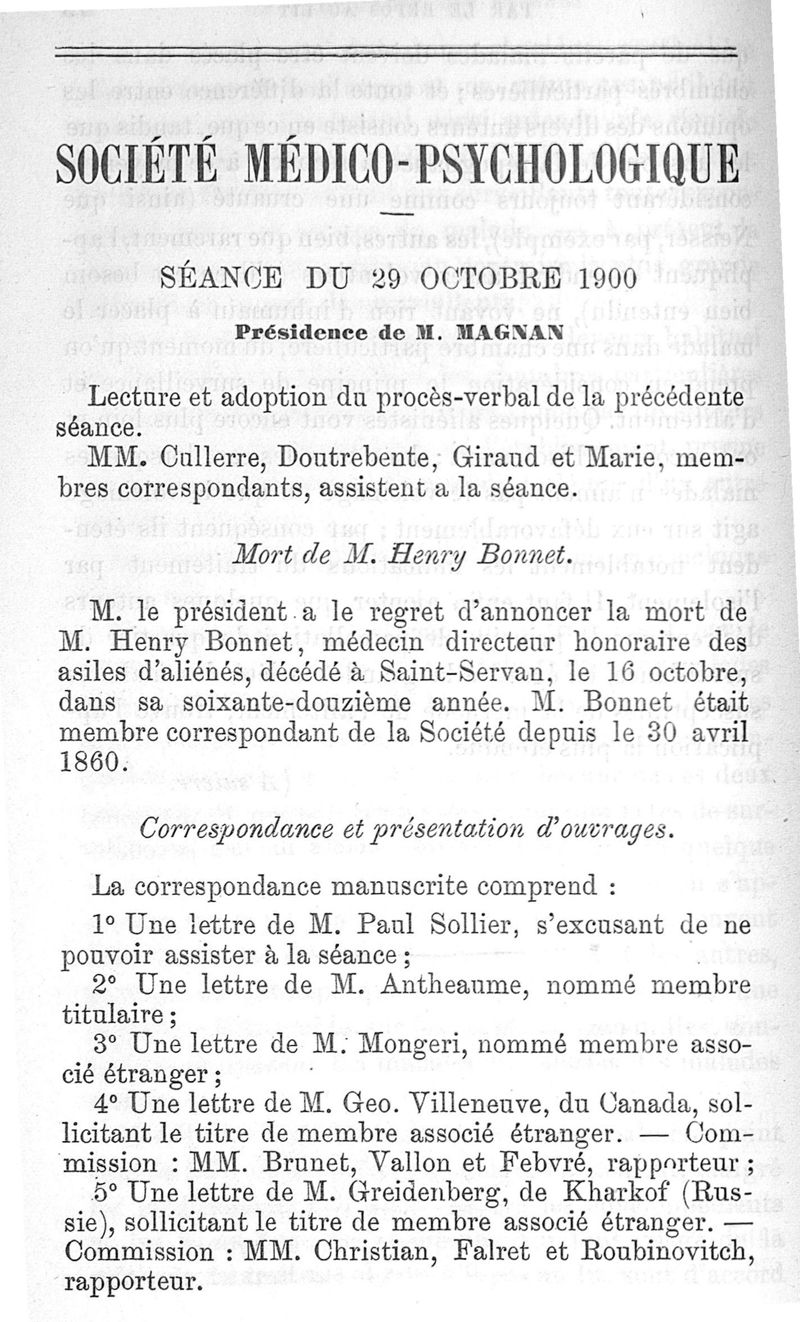 SOCIÉTÉ MÉDICO-PSYCHOLOGIQUE
SÉANCE DU 29 OCTOBRE 1900
Présidence de M. MAGNAN
Lecture et adoption du procès-verbal de la précédente
séance.
MM. Cullerre, Doutrebente, Giraud et Marie, mem-
bres correspondants, assistent a la séance.
Mort de M. Henry Bonnet.
M. le président a le regret d'annoncer la mort de
M. Henry Bonnet, médecin directeur honoraire des
asiles d'aliénés, décédé à Saint-Servan, le 16 octobre,
dans sa soixante-douzième année. M. Bonnet était
membre correspondant de la Société depuis le 30 avril
1860.
Correspondance et présentation d'ouvrages.
La correspondance manuscrite comprend :
1° Une lettre de M. Paul Sollier, s'excusant de ne
pouvoir assister à la séance ;
2° Une lettre de M. Antheaume, nommé membre
titulaire ;
3° Une lettre de M. Mongeri, nommé membre asso-
cié étranger ;
4° Une lettre de M. Geo. Villeneuve, du Canada, sol-
licitant le titre de membre associé étranger. — Com-
mission : MM. Brunet, Vallon et Febvré, rapporteur ;
5° Une lettre de M. Greidenberg, de Kharkof (Rus-
sie), sollicitant le titre de membre associé étranger. —
Commission : MM. Christian, Falret et Roubinovitch,
rapporteur.